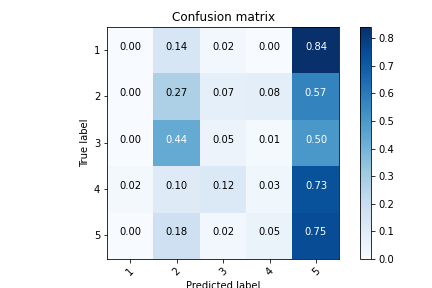 Confusion matrix
1 0.00 0.14 0.02 0.00 0.84
2 0.00 0.27 0.07 0.08 0.57
3 0.00 0.44 0.05 0.01 0.50
4 0.02 0.10 0.12 0.03 0.73
5 0.00 0.18 0.02 0.05 0.75
1 2 3 4 5
True label
Predicted label
0.8
0.7
0.6
0.5
0.4
0.3
0.2
0.1
0.0